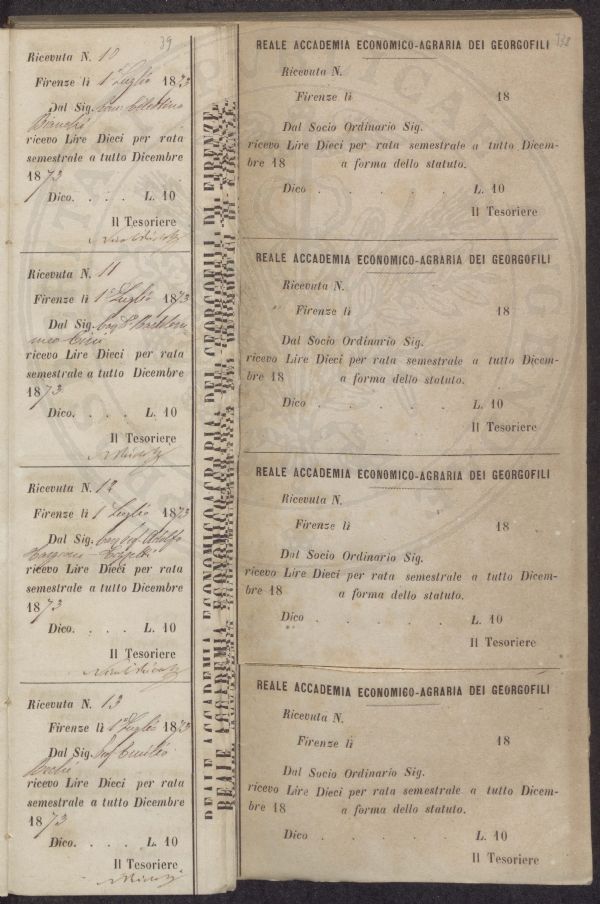 39
Ricevuta N. 10
Firenze lì 1° Luglio 1873
Dal Sig. Celestino
Bianchi
ricevo Lire Dieci per rata
semestrale a tutto Dicembre
1873
Dico. . . . L. 10
Il Tesoriere
Ricevuta N. 11
Firenze lì 1° Luglio 1873
Dal Sig.
ricevo Lire Dieci per rata
semestrale a tutto Dicembre
1873
Dico. . . . L. 10
Il Tesoriere
Ricevuta N. 12
Firenze lì 1° Luglio 1873
Dal Sig. Adolfo
Targioni-Tozzetti
ricevo Lire Dieci per rata
semestrale a tutto Dicembre
1873
Dico. . . . L. 10
Il Tesoriere
Ricevuta N. 13
Firenze lì 1° Luglio 1873
Dal Sig. Prof. Emilio
Bechi
ricevo Lire Dieci per rata
semestrale a tutto Dicembre
1873
Dico. . . . L. 10
Il Tesoriere
REALE ACCADEMIA ECONOMICO-AGRARIA DEI GEORGOFILI DI FIRENZE
REALE ACCADEMIA ECONOMICO-AGRARIA DEI GEORGOFILI
Ricevuta N.
Firenze lì 18
Dal Socio Ordinario Sig.
ricevo Lire Dieci per rata semestrale a tutto Dicem-
bre 18 a forma dello statuto.
Dico . . . . . L. 10
Il Tesoriere
REALE ACCADEMIA ECONOMICO-AGRARIA DEI GEORGOFILI
Ricevuta N.
Firenze lì 18
Dal Socio Ordinario Sig.
ricevo Lire Dieci per rata semestrale a tutto Dicem-
bre 18 a forma dello statuto.
Dico . . . . . L. 10
Il Tesoriere
REALE ACCADEMIA ECONOMICO-AGRARIA DEI GEORGOFILI
Ricevuta N.
Firenze lì 18
Dal Socio Ordinario Sig.
ricevo Lire Dieci per rata semestrale a tutto Dicem-
bre 18 a forma dello statuto.
Dico . . . . . L. 10
Il Tesoriere
REALE ACCADEMIA ECONOMICO-AGRARIA DEI GEORGOFILI
Ricevuta N.
Firenze lì 18
Dal Socio Ordinario Sig.
ricevo Lire Dieci per rata semestrale a tutto Dicem-
bre 18 a forma dello statuto.
Dico . . . . . L. 10
Il Tesoriere